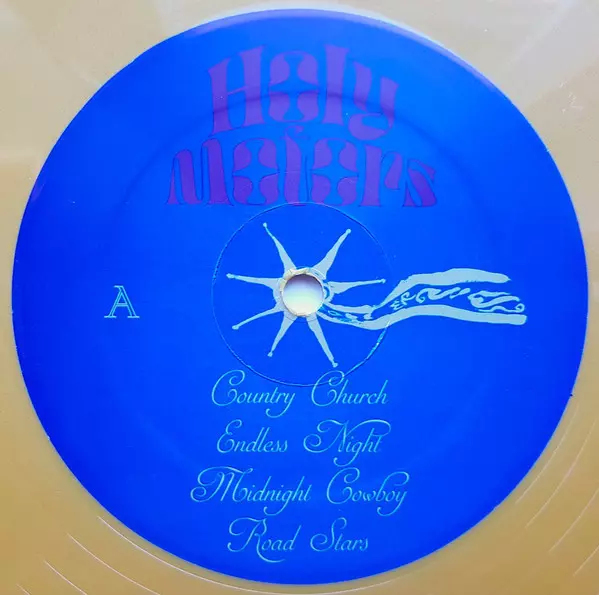 Holy
Motors
A
Country Church
Endless Night
Midnight Cowboy
Road Stars